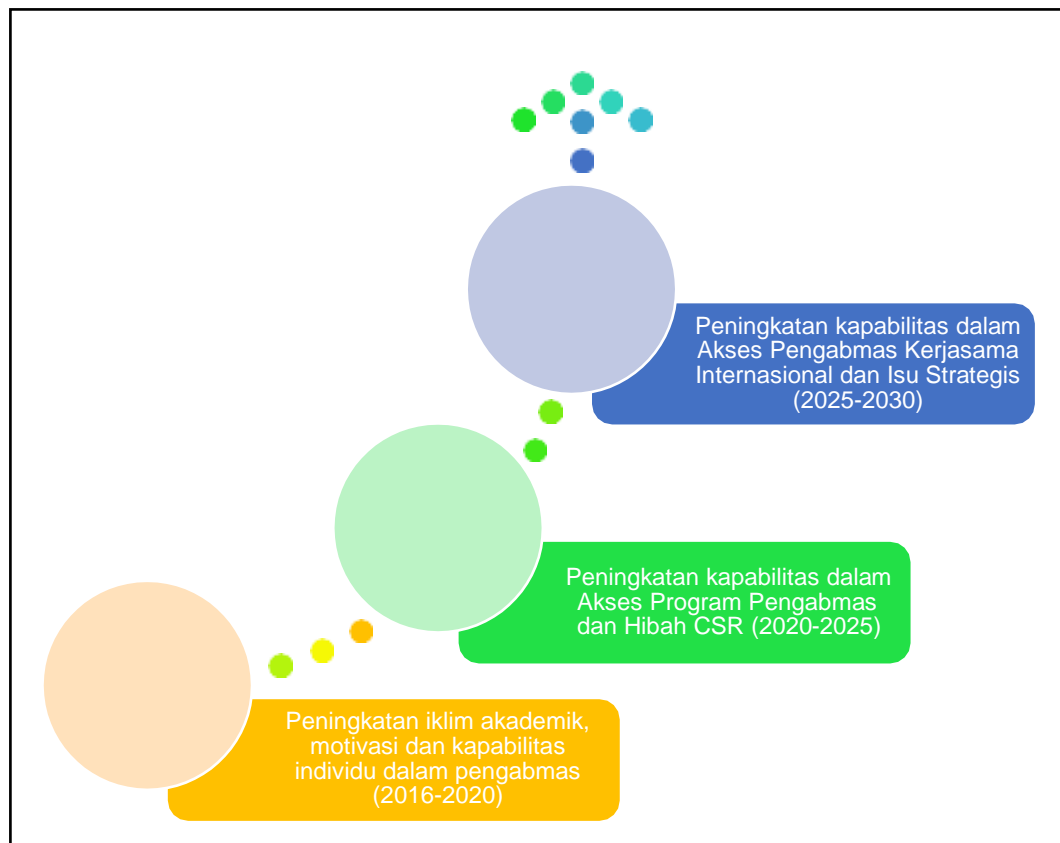 Peningkatan kapabilitas dalam
Akses Pengabmas Kerjasama
Internasional dan Isu Strategis
(2025-2030)
Peningkatan kapabilitas dalam
Akses Program Pengabmas
dan Hibah CSR (2020-2025)
Peningkatan iklim akademik,
motivasi dan kapabilitas
individu dalam pengabmas
(2016-2020)